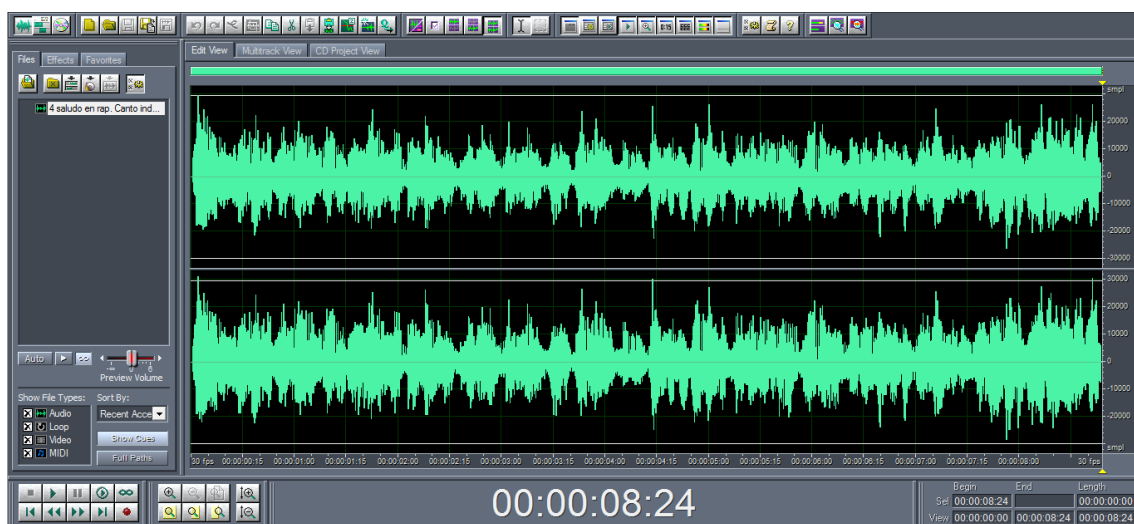 Files Effects Favorites
Edit View Multitrack View CD Project View
4 saludo en rap. Canto ind...
smpl
20000
10000
0
-10000
-20000
-30000
30000
20000
10000
0
-10000
-20000
smpl
30 fps 00:00:00:15 00:00:01:00 00:00:01:15 00:00:02:00 00:00:02:15 00:00:03:00 00:00:03:15 00:00:04:00 00:00:04:15 00:00:05:00 00:00:05:15 00:00:06:00 00:00:06:15 00:00:07:00 00:00:07:15 00:00:08:00 30 fps
Auto
-∞ 0 6
Preview Volume
Show File Types: Sort By:
Audio Recent Acce
Loop
Video Show Cues
MIDI Full Paths
00:00:08:24
Begin End Length
Sel 00:00:08:24 00:00:00:00
View 00:00:00:00 00:00:08:24 00:00:08:24